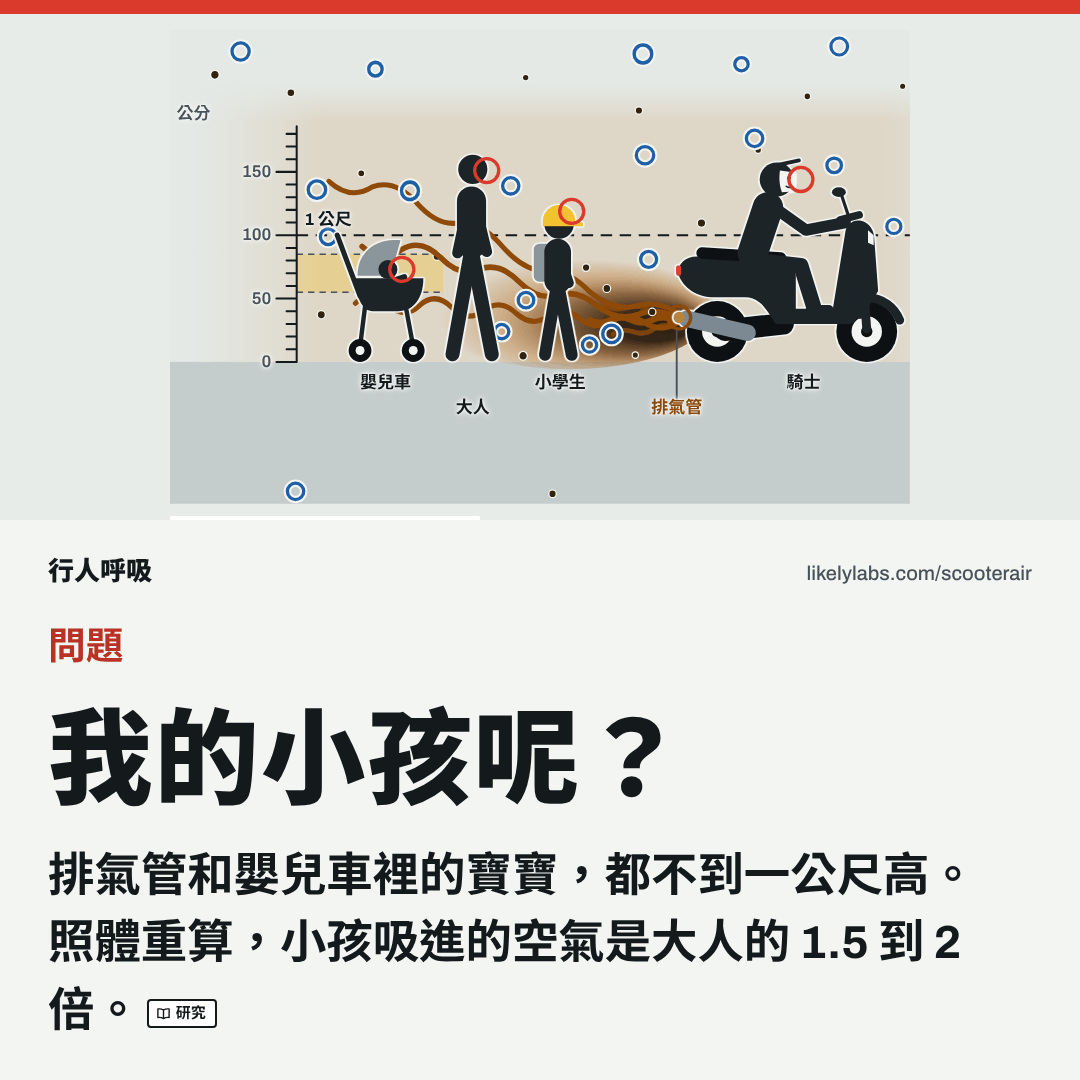 公分
150
1 公尺
100
50
0
嬰兒車
大人
小學生
排氣管
騎士
行人呼吸
likelylabs.com/scooterair
問題
我的小孩呢？
排氣管和嬰兒車裡的寶寶，都不到一公尺高。
照體重算，小孩吸進的空氣是大人的 1.5 到 2
倍。 研究